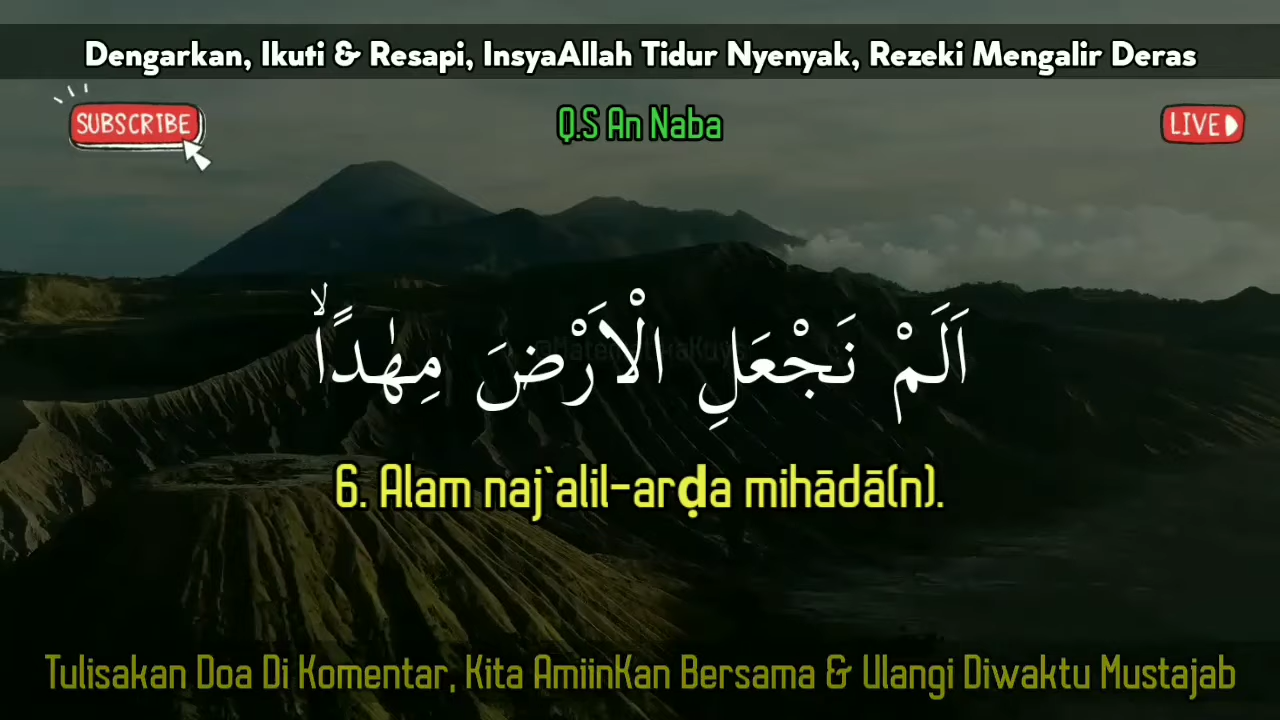 Dengarkan, Ikuti & Resapi, InsyaAllah Tidur Nyenyak, Rezeki Mengalir Deras
SUBSCRIBE
Q.S An Naba
LIVE
اَلَمْ نَجْعَلِ الْاَرْضَ مِهٰدًاۙ
6. Alam naj`alil-arḍa mihādā(n).
Tulisakan Doa Di Komentar, Kita AmiinKan Bersama & Ulangi Diwaktu Mustajab